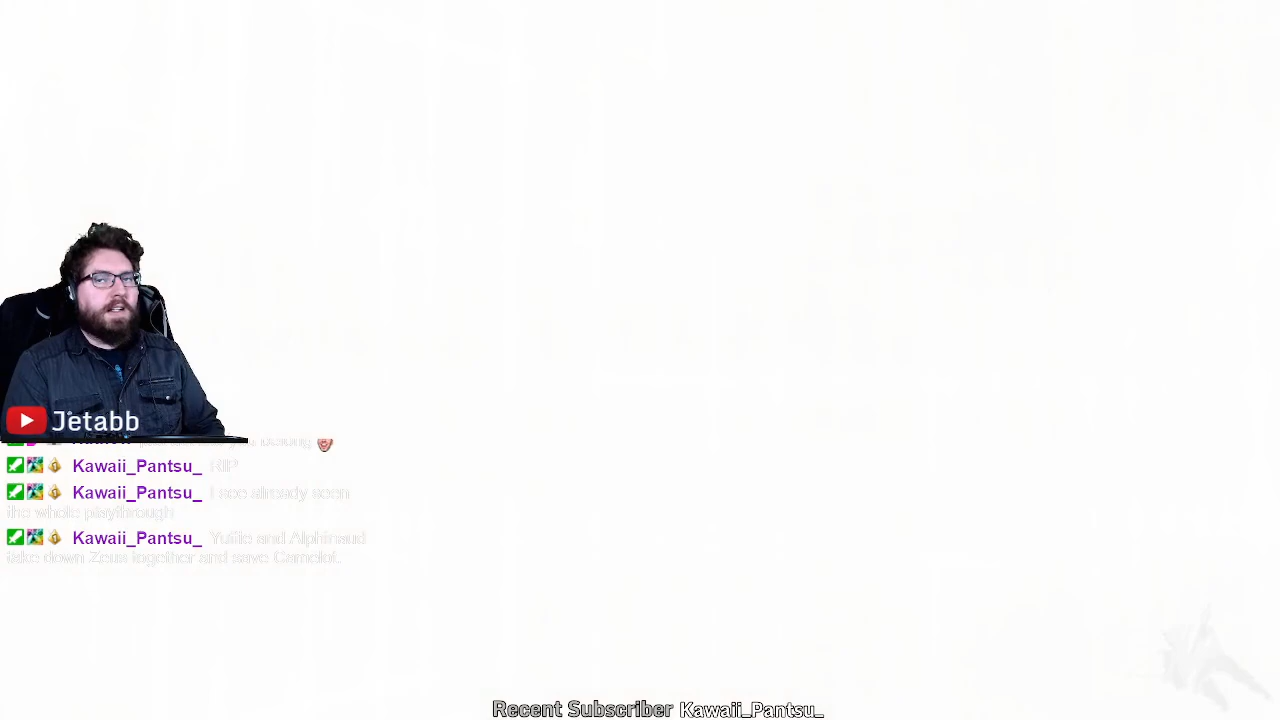 Jetabb
Kawaii_Pantsu_ RIP
Kawaii_Pantsu_ I see already seen
the whole playthrough
Kawaii_Pantsu_ Yuffie and Alphinaud
take down Zeus together and save Camelot.
Recent Subscriber Kawaii_Pantsu_